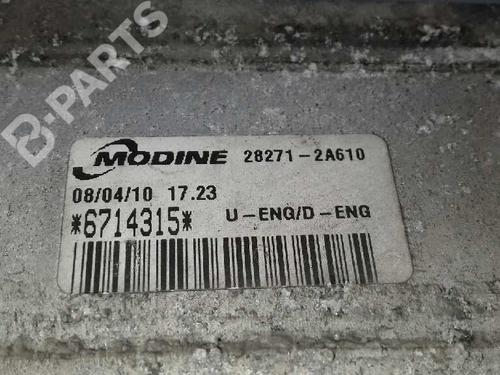 B-PARTS
MODINE 28271-2A610
08/04/10 17.23
*6714315* U-ENG/D-ENG